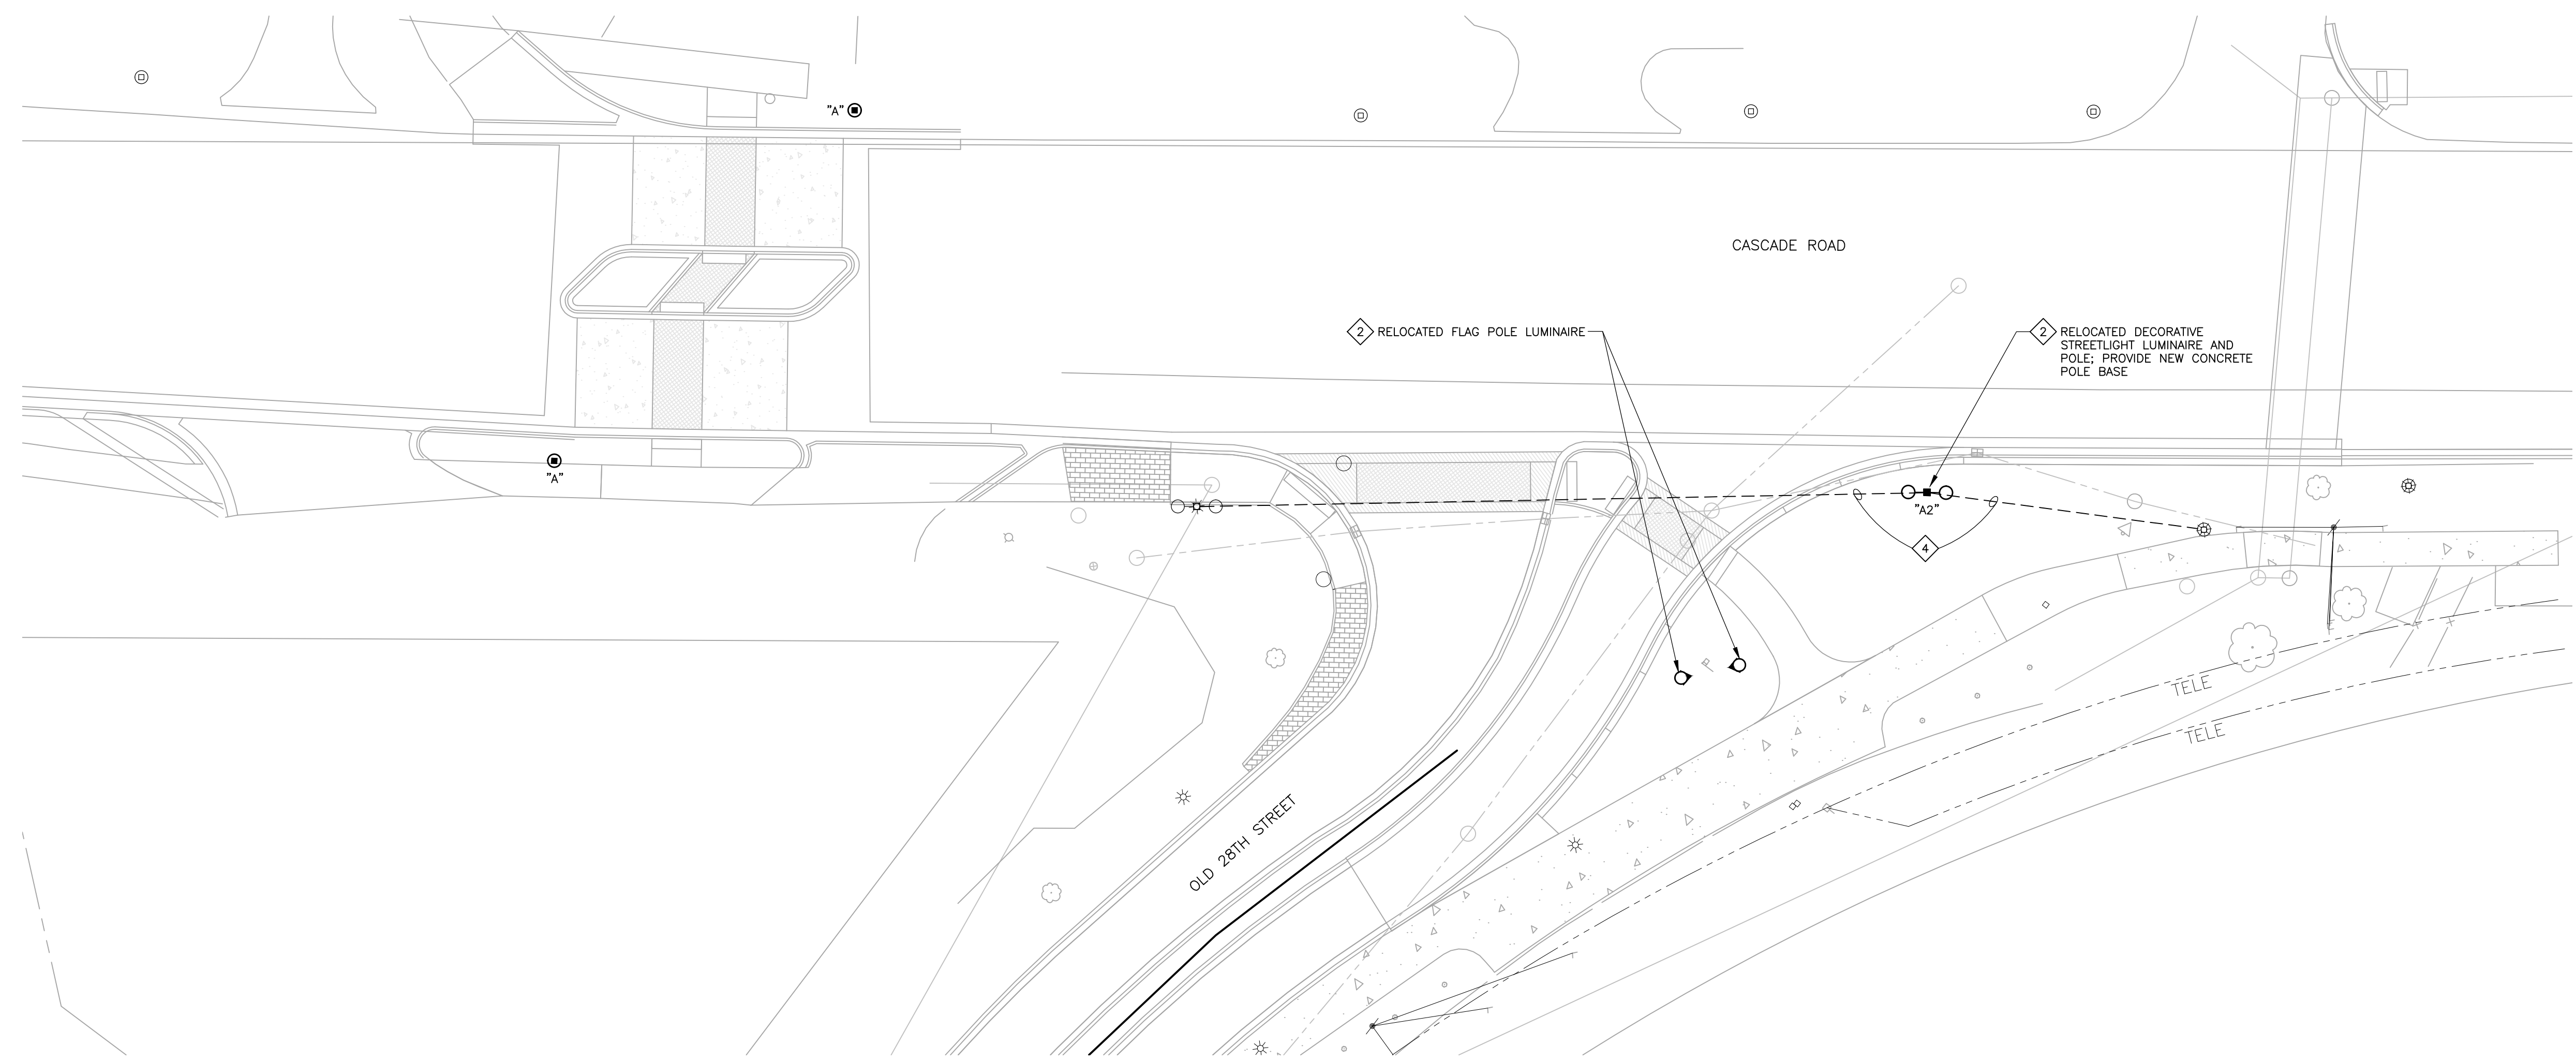 "A"
CASCADE ROAD
2 RELOCATED FLAG POLE LUMINAIRE
2 RELOCATED DECORATIVE
STREETLIGHT LUMINAIRE AND
POLE; PROVIDE NEW CONCRETE
POLE BASE
"A"
"A2"
4
TELE
TELE
OLD 28TH STREET